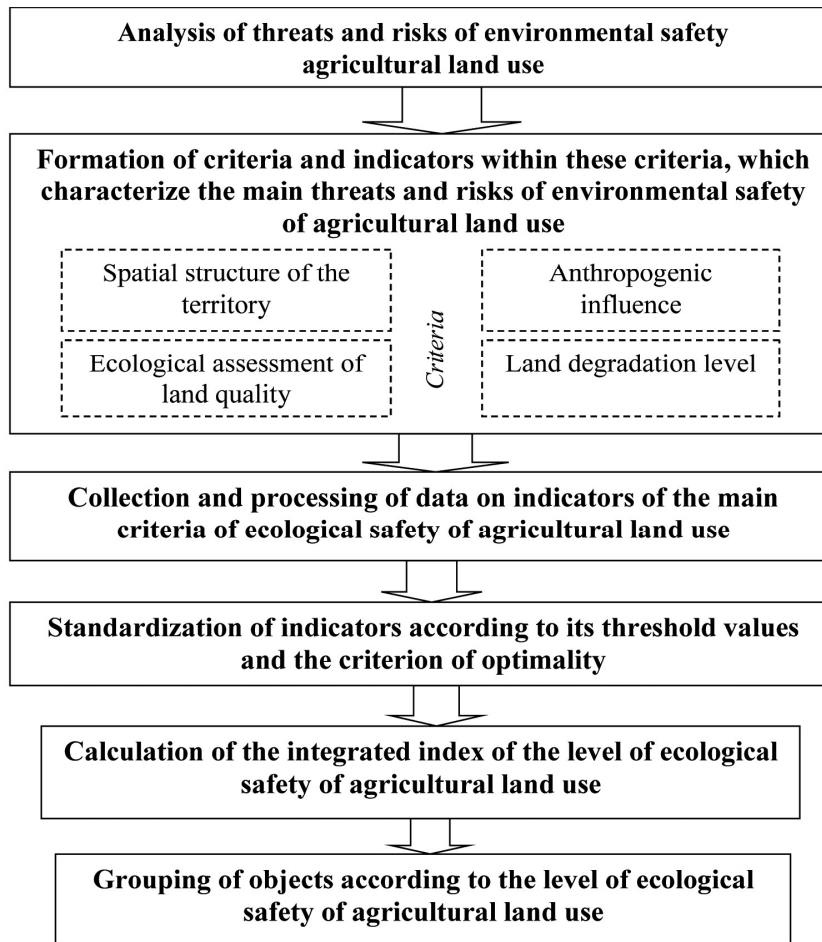 Analysis of threats and risks of environmental safety
agricultural land use
Formation of criteria and indicators within these criteria, which
characterize the main threats and risks of environmental safety
of agricultural land use
Spatial structure of the
territory
Anthropogenic
influence
Criteria
Ecological assessment of
land quality
Land degradation level
Collection and processing of data on indicators of the main
criteria of ecological safety of agricultural land use
Standardization of indicators according to its threshold values
and the criterion of optimality
Calculation of the integrated index of the level of ecological
safety of agricultural land use
Grouping of objects according to the level of ecological
safety of agricultural land use